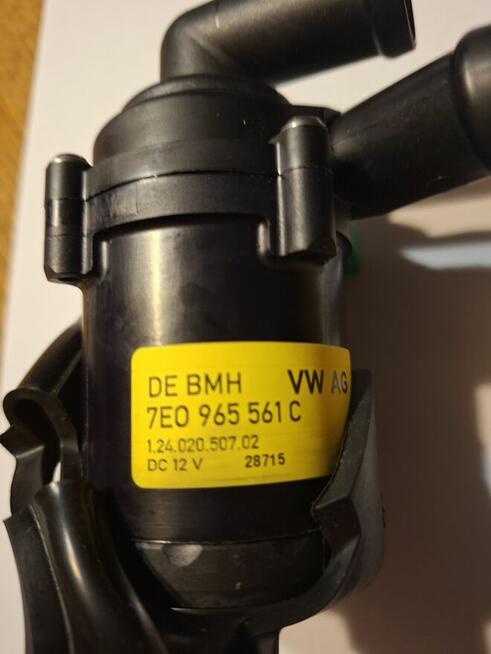 DE BMH VW AG
7E0 965 561 C
1.24.020.507.02
DC 12 V 28715